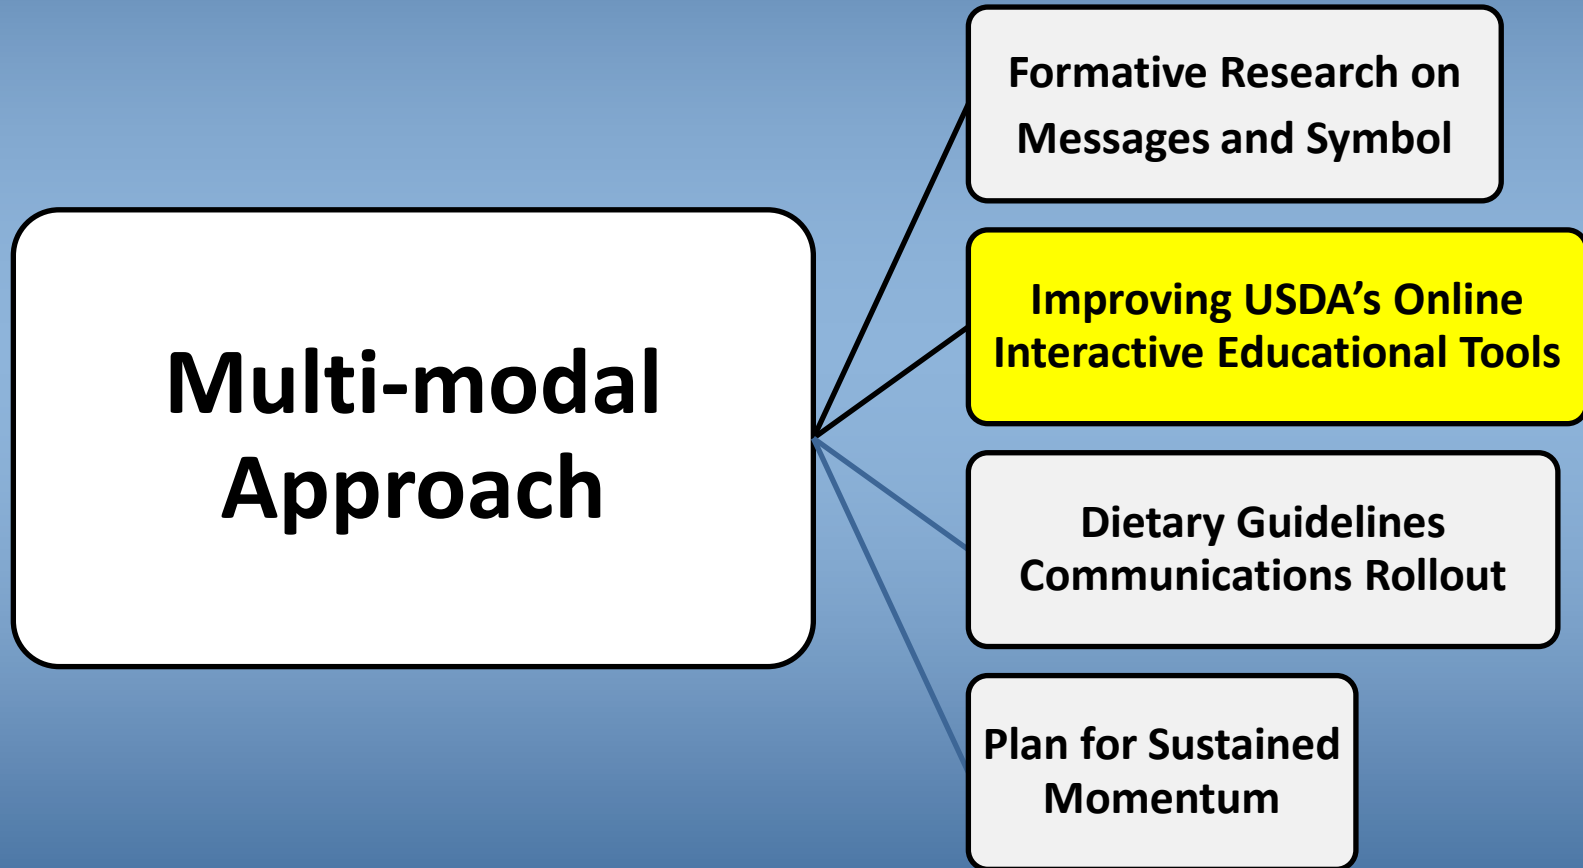 Multi-modal
Approach
Formative Research on
Messages and Symbol
Improving USDA’s Online
Interactive Educational Tools
Dietary Guidelines
Communications Rollout
Plan for Sustained
Momentum